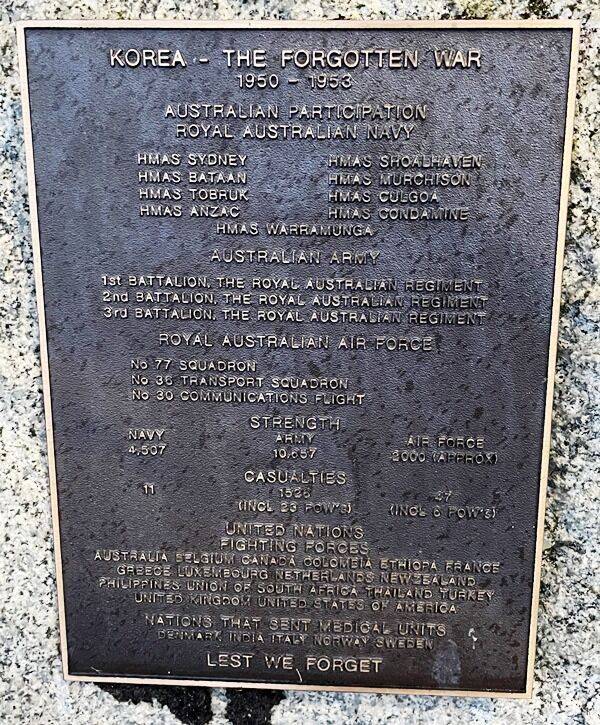 KOREA - THE FORGOTTEN WAR
1950 - 1953
AUSTRALIAN PARTICIPATION
ROYAL AUSTRALIAN NAVY
HMAS SYDNEY HMAS SHOALHAVEN
HMAS BATAAN HMAS MURCHISON
HMAS TOBRUK HMAS CULGOA
HMAS ANZAC HMAS CONDAMINE
HMAS WARRAMUNGA
AUSTRALIAN ARMY
1st BATTALION, THE ROYAL AUSTRALIAN REGIMENT
2nd BATTALION, THE ROYAL AUSTRALIAN REGIMENT
3rd BATTALION, THE ROYAL AUSTRALIAN REGIMENT
ROYAL AUSTRALIAN AIR FORCE
No 77 SQUADRON
No 36 TRANSPORT SQUADRON
No 30 COMMUNICATIONS FLIGHT
STRENGTH
NAVY ARMY AIR FORCE
4,507 10,657 2000 (APPROX)
CASUALTIES
11 1526 47
(INCL 23 POW'S) (INCL 6 POW'S)
UNITED NATIONS
FIGHTING FORCES
AUSTRALIA BELGIUM CANADA COLOMBIA ETHIOPA FRANCE
GREECE LUXEMBOURG NETHERLANDS NEWZEALAND
PHILIPPINES UNION OF SOUTH AFRICA THAILAND TURKEY
UNITED KINGDOM UNITED STATES OF AMERICA
NATIONS THAT SENT MEDICAL UNITS
DENMARK INDIA ITALY NORWAY SWEDEN
LEST WE FORGET